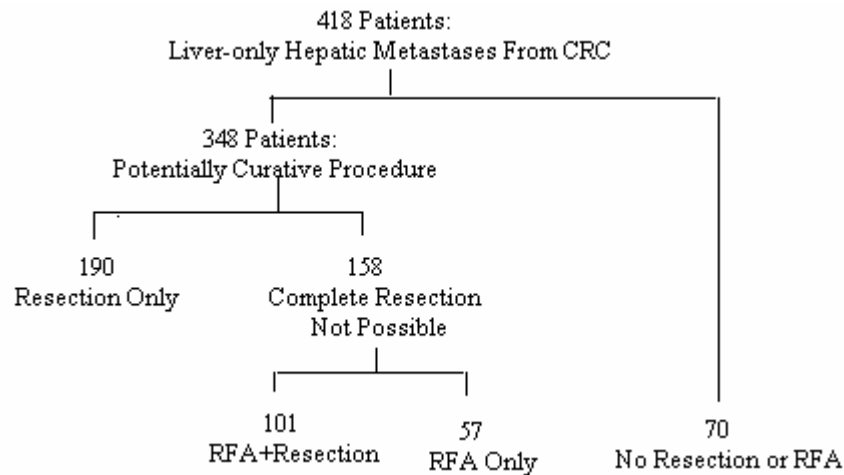 418 Patients:
Liver-only Hepatic Metastases From CRC
348 Patients:
Potentially Curative Procedure
190
Resection Only
158
Complete Resection
Not Possible
101
RFA+Resection
57
RFA Only
70
No Resection or RFA